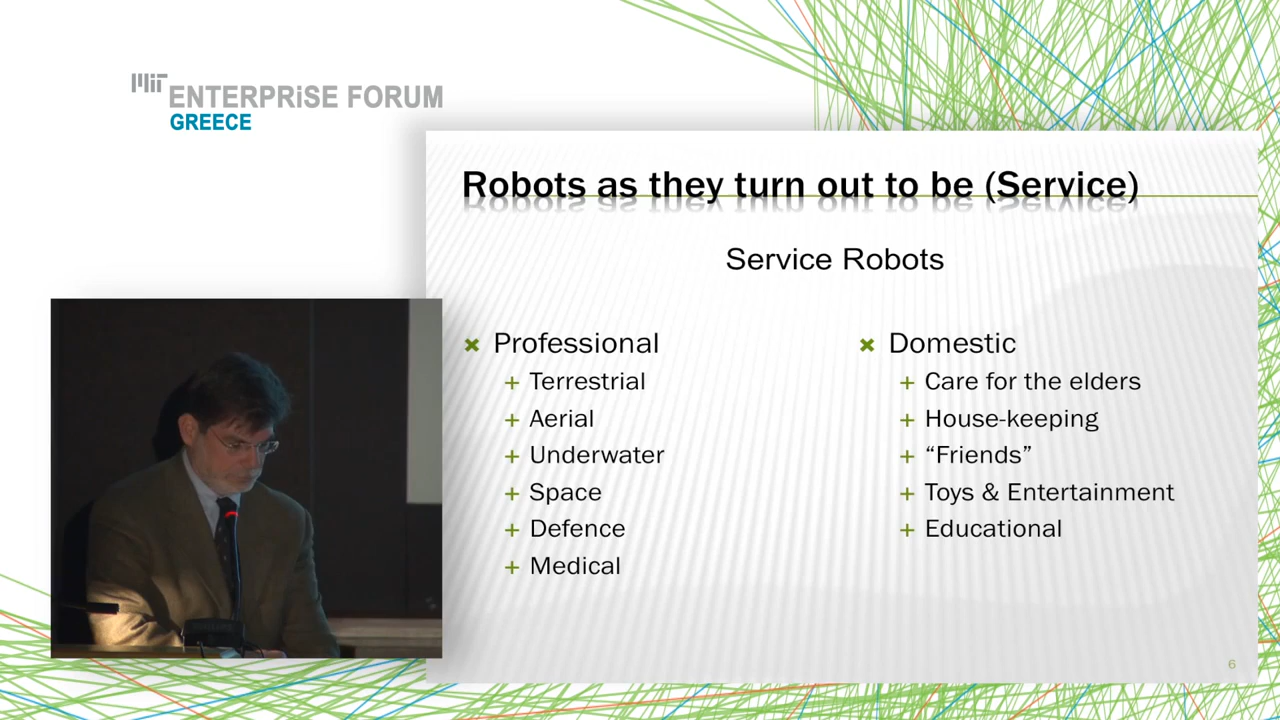 MIT
ENTERPRiSE FORUM
GREECE
Robots as they turn out to be (Service)
Service Robots
Professional
+ Terrestrial
+ Aerial
+ Underwater
+ Space
+ Defence
+ Medical
Domestic
+ Care for the elders
+ House-keeping
+ “Friends”
+ Toys & Entertainment
+ Educational
6